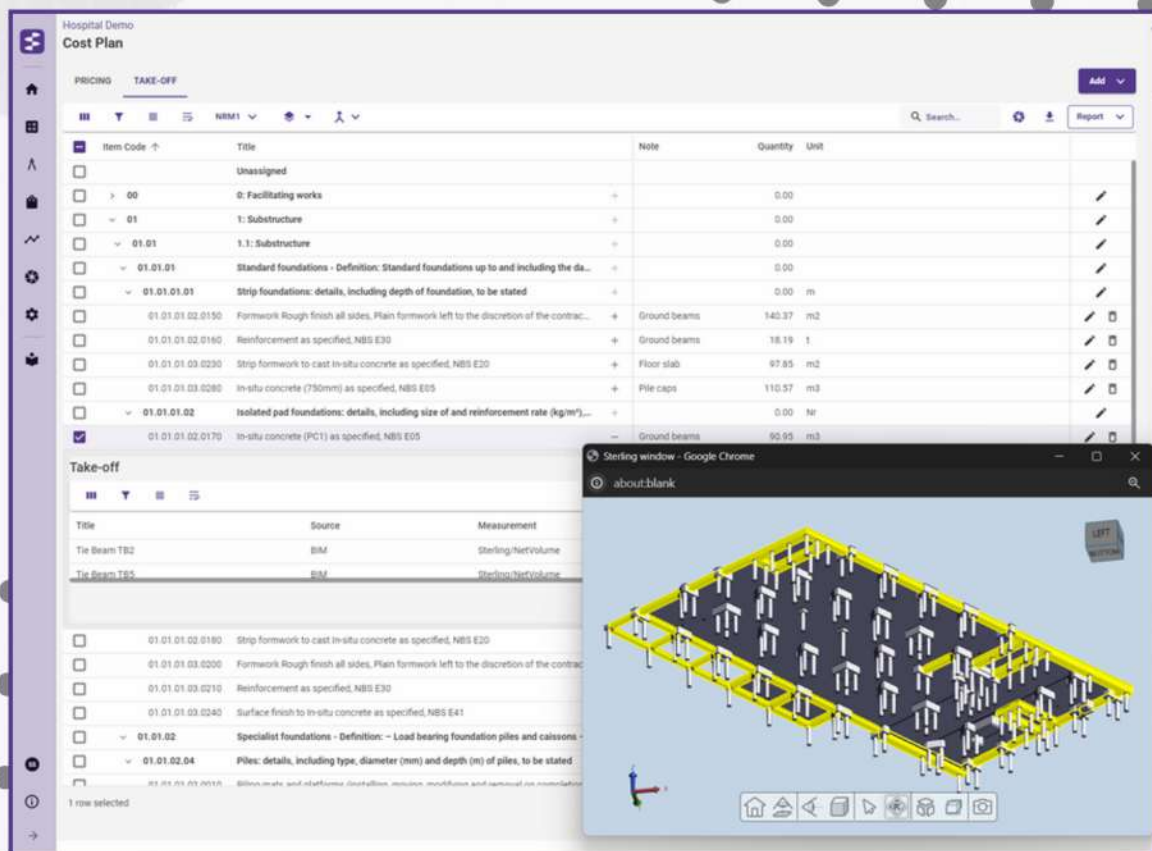 Hospital Demo
Cost Plan
PRICING TAKE-OFF Add
NRM1 Search... Report
Item Code ↑ Title Note Quantity Unit
Unassigned
00 0: Facilitating works 0.00
01 1: Substructure 0.00
01.01 1.1: Substructure 0.00
01.01.01 Standard foundations - Definition: Standard foundations up to and including the da... 0.00
01.01.01.01 Strip foundations: details, including depth of foundation, to be stated 0.00 m
01.01.01.02.0150 Formwork Rough finish all sides, Plain formwork left to the discretion of the contrac... + Ground beams 140.37 m2
01.01.01.02.0160 Reinforcement as specified, NBS E30 + Ground beams 18.19 t
01.01.01.03.0230 Strip formwork to cast In-situ concrete as specified, NBS E20 + Floor slab 97.85 m2
01.01.01.03.0280 In-situ concrete (750mm) as specified, NBS E05 + Pile caps 110.57 m3
01.01.01.02 Isolated pad foundations: details, including size of and reinforcement rate (kg/m³),... 0.00 Nr
01.01.01.02.0170 In-situ concrete (PC1) as specified, NBS E05 − Ground beams 90.95 m3
Take-off
Sterling window - Google Chrome
about:blank
Title Source Measurement
Tie Beam TB2 BIM Sterling/NetVolume
Tie Beam TB5 BIM Sterling/NetVolume
LEFT
BOTTOM
01.01.01.02.0180 Strip formwork to cast In-situ concrete as specified, NBS E20
01.01.01.03.0200 Formwork Rough finish all sides, Plain formwork left to the discretion of the contrac
01.01.01.03.0210 Reinforcement as specified, NBS E30
01.01.01.03.0240 Surface finish to In-situ concrete as specified, NBS E41
01.01.02 Specialist foundations - Definition: – Load bearing foundation piles and caissons -
01.01.02.04 Piles: details, including type, diameter (mm) and depth (m) of piles, to be stated
Piling mats and platforms (installing, moving, modifying and removal on completion
1 row selected